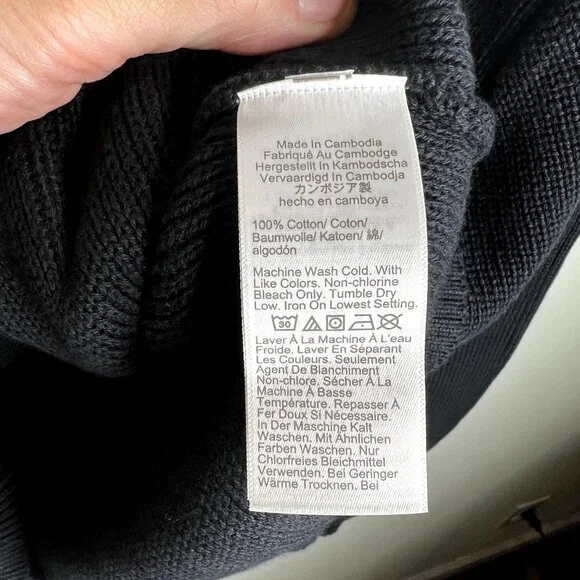 Made In Cambodia
Fabriqué Au Cambodge
Hergestellt In Kambodscha
Vervaardigd In Cambodja
カンボジア製
hecho en camboya
100% Cotton/ Coton/
Baumwolle/ Katoen/ 綿/
algodón
Machine Wash Cold. With
Like Colors. Non-chlorine
Bleach Only. Tumble Dry
Low. Iron On Lowest Setting.
30
Laver À La Machine À L'eau
Froide. Laver En Séparant
Les Couleurs. Seulement
Agent De Blanchiment
Non-chlore. Sécher À La
Machine À Basse
Température. Repasser À
Fer Doux Si Nécessaire.
In Der Maschine Kalt
Waschen. Mit Ähnlichen
Farben Waschen. Nur
Chlorfreies Bleichmittel
Verwenden. Bei Geringer
Wärme Trocknen. Bei